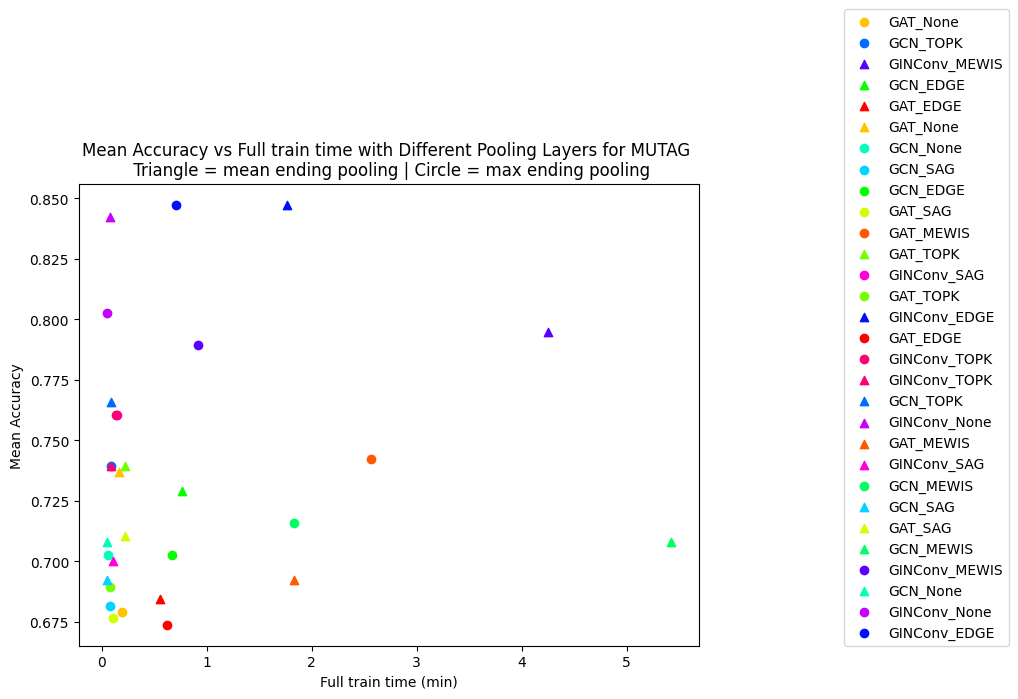 Mean Accuracy vs Full train time with Different Pooling Layers for MUTAG
Triangle = mean ending pooling | Circle = max ending pooling
Mean Accuracy
0.850
0.825
0.800
0.775
0.750
0.725
0.700
0.675
0
1
2
3
4
5
Full train time (min)
GAT_None
GCN_TOPK
GINConv_MEWIS
GCN_EDGE
GAT_EDGE
GAT_None
GCN_None
GCN_SAG
GCN_EDGE
GAT_SAG
GAT_MEWIS
GAT_TOPK
GINConv_SAG
GAT_TOPK
GINConv_EDGE
GAT_EDGE
GINConv_TOPK
GINConv_TOPK
GCN_TOPK
GINConv_None
GAT_MEWIS
GINConv_SAG
GCN_MEWIS
GCN_SAG
GAT_SAG
GCN_MEWIS
GINConv_MEWIS
GCN_None
GINConv_None
GINConv_EDGE